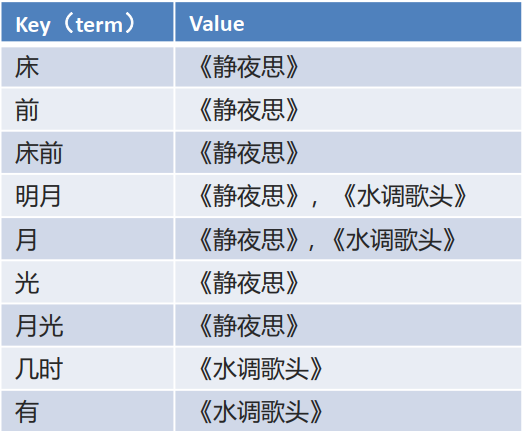 Key（term） Value
床 《静夜思》
前 《静夜思》
床前 《静夜思》
明月 《静夜思》, 《水调歌头》
月 《静夜思》,《水调歌头》
光 《静夜思》
月光 《静夜思》
几时 《水调歌头》
有 《水调歌头》